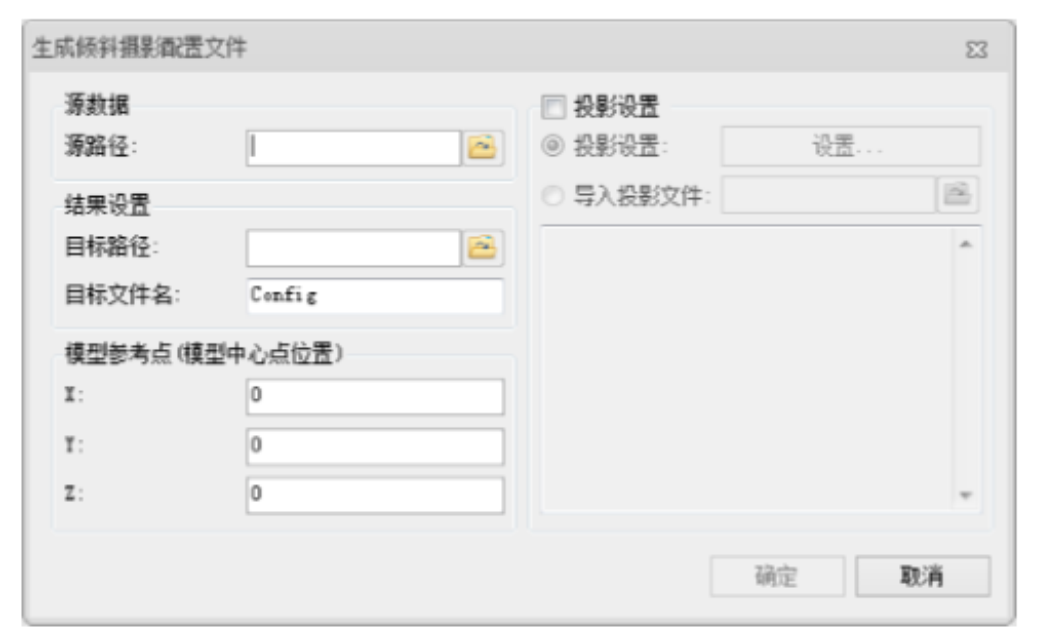 生成倾斜摄影配置文件
源数据
源路径:
结果设置
目标路径:
目标文件名: Config
模型参考点(模型中心点位置)
X: 0
Y: 0
Z: 0
投影设置
投影设置: 设置...
导入投影文件:
确定 取消